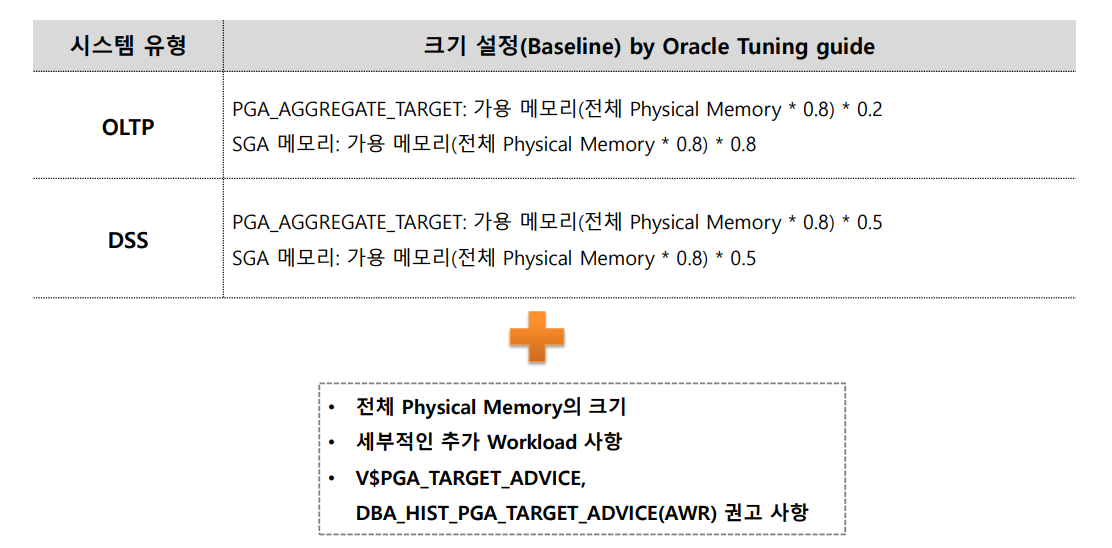 시스템 유형
크기 설정(Baseline) by Oracle Tuning guide
OLTP
PGA_AGGREGATE_TARGET: 가용 메모리(전체 Physical Memory * 0.8) * 0.2
SGA 메모리: 가용 메모리(전체 Physical Memory * 0.8) * 0.8
DSS
PGA_AGGREGATE_TARGET: 가용 메모리(전체 Physical Memory * 0.8) * 0.5
SGA 메모리: 가용 메모리(전체 Physical Memory * 0.8) * 0.5
• 전체 Physical Memory의 크기
• 세부적인 추가 Workload 사항
• V$PGA_TARGET_ADVICE,
DBA_HIST_PGA_TARGET_ADVICE(AWR) 권고 사항